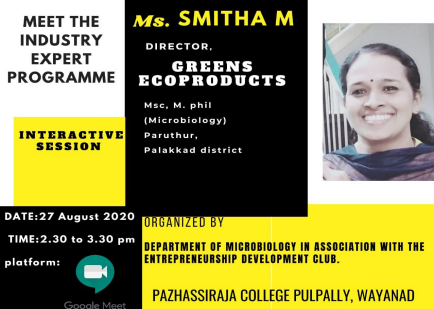 MEET THE
INDUSTRY
EXPERT
PROGRAMME
INTERACTIVE
SESSION
Ms. SMITHA M
DIRECTOR,
GREENS
ECOPRODUCTS
Msc, M. phil
(Microbiology)
Paruthur,
Palakkad district
DATE:27 August 2020
TIME:2.30 to 3.30 pm
platform:
Google Meet
ORGANIZED BY
DEPARTMENT OF MICROBIOLOGY IN ASSOCIATION WITH THE
ENTREPRENEURSHIP DEVELOPMENT CLUB.
PAZHASSIRAJA COLLEGE PULPALLY, WAYANAD